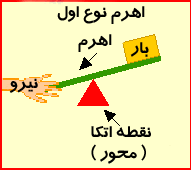 اهرم نوع اول
اهرم
بار
نیرو
نقطه اتکا
( محور )